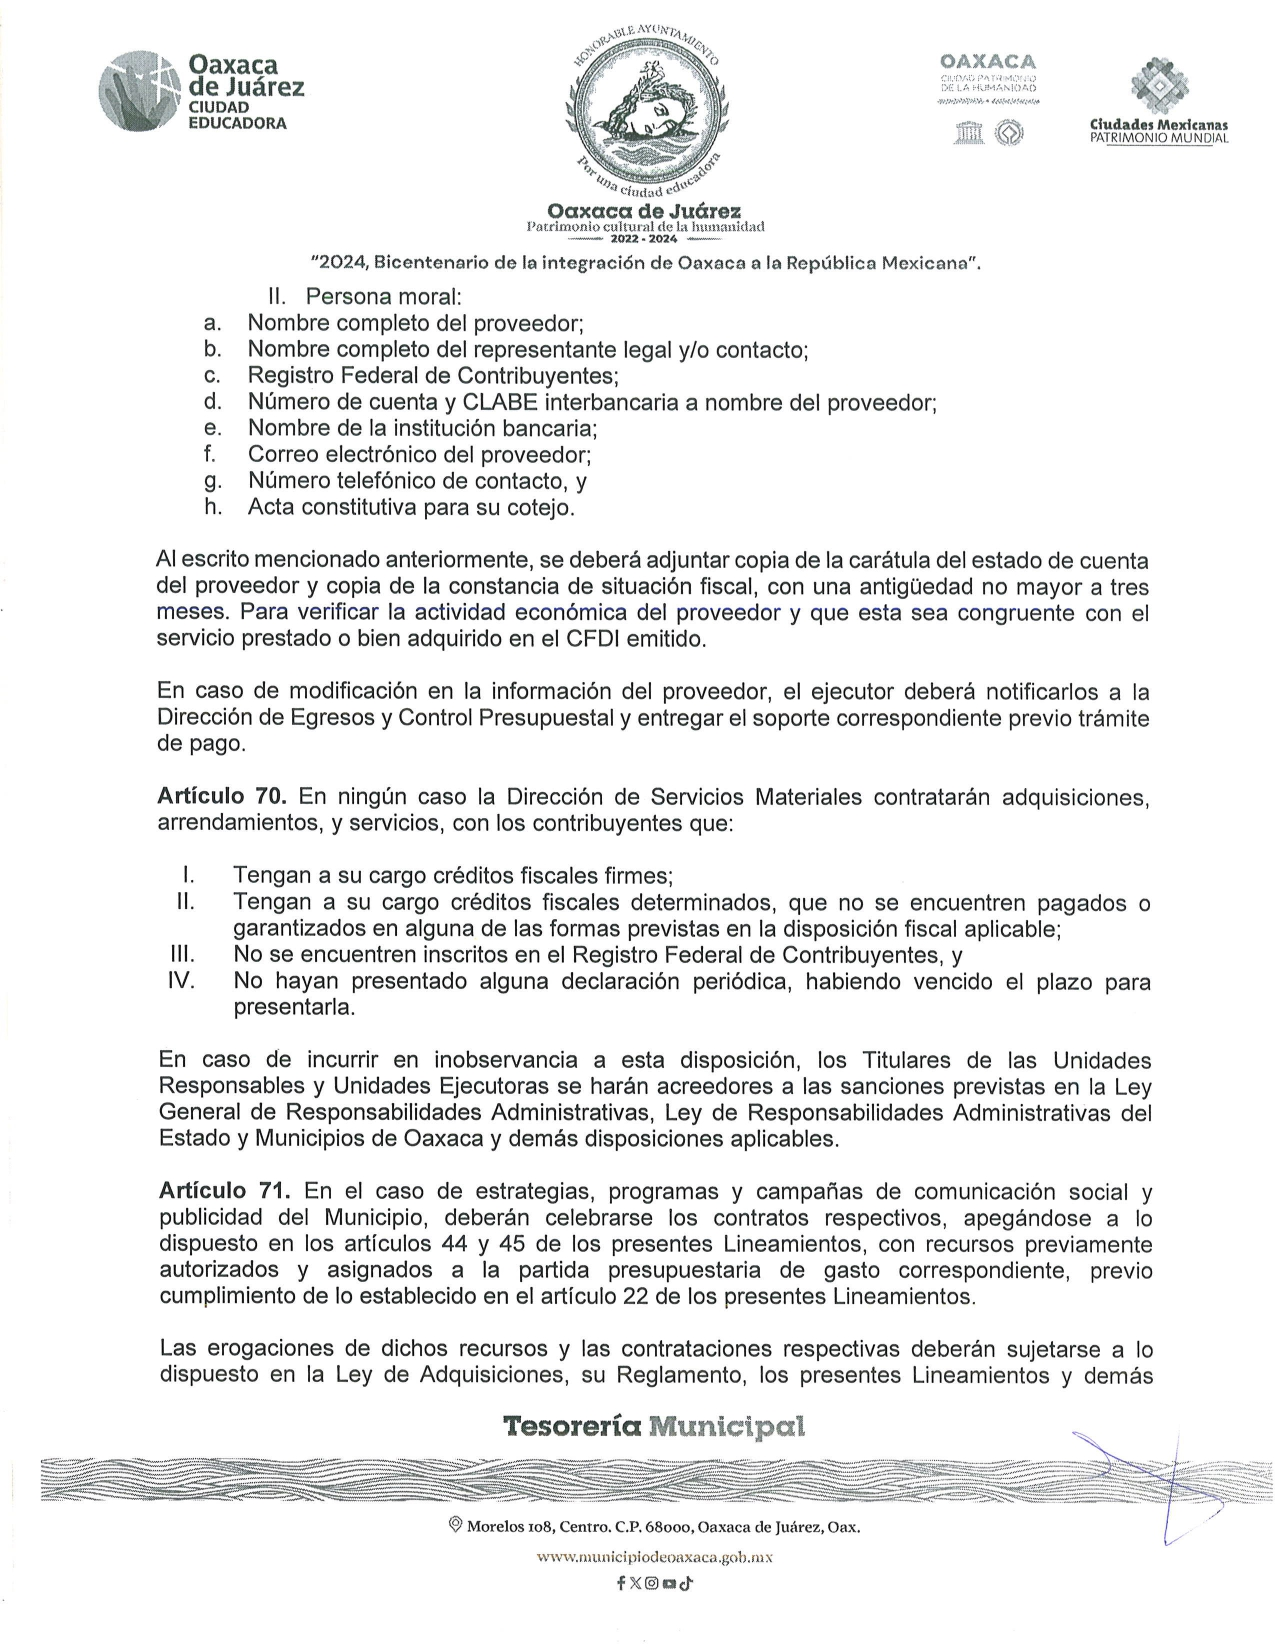 Oaxaca
de Juárez
CIUDAD
EDUCADORA
HONORABLE AYUNTAMIENTO
Por una ciudad educadora
Oaxaca de Juárez
Patrimonio cultural de la humanidad
2022 - 2024
OAXACA
CIUDAD PATRIMONIO
DE LA HUMANIDAD
Ciudades Mexicanas
PATRIMONIO MUNDIAL
"2024, Bicentenario de la integración de Oaxaca a la República Mexicana".
II. Persona moral:
a. Nombre completo del proveedor;
b. Nombre completo del representante legal y/o contacto;
c. Registro Federal de Contribuyentes;
d. Número de cuenta y CLABE interbancaria a nombre del proveedor;
e. Nombre de la institución bancaria;
f. Correo electrónico del proveedor;
g. Número telefónico de contacto, y
h. Acta constitutiva para su cotejo.
Al escrito mencionado anteriormente, se deberá adjuntar copia de la carátula del estado de cuenta
del proveedor y copia de la constancia de situación fiscal, con una antigüedad no mayor a tres
meses. Para verificar la actividad económica del proveedor y que esta sea congruente con el
servicio prestado o bien adquirido en el CFDI emitido.
En caso de modificación en la información del proveedor, el ejecutor deberá notificarlos a la
Dirección de Egresos y Control Presupuestal y entregar el soporte correspondiente previo trámite
de pago.
Artículo 70. En ningún caso la Dirección de Servicios Materiales contratarán adquisiciones,
arrendamientos, y servicios, con los contribuyentes que:
I. Tengan a su cargo créditos fiscales firmes;
II. Tengan a su cargo créditos fiscales determinados, que no se encuentren pagados o
garantizados en alguna de las formas previstas en la disposición fiscal aplicable;
III. No se encuentren inscritos en el Registro Federal de Contribuyentes, y
IV. No hayan presentado alguna declaración periódica, habiendo vencido el plazo para
presentarla.
En caso de incurrir en inobservancia a esta disposición, los Titulares de las Unidades
Responsables y Unidades Ejecutoras se harán acreedores a las sanciones previstas en la Ley
General de Responsabilidades Administrativas, Ley de Responsabilidades Administrativas del
Estado y Municipios de Oaxaca y demás disposiciones aplicables.
Artículo 71. En el caso de estrategias, programas y campañas de comunicación social y
publicidad del Municipio, deberán celebrarse los contratos respectivos, apegándose a lo
dispuesto en los artículos 44 y 45 de los presentes Lineamientos, con recursos previamente
autorizados y asignados a la partida presupuestaria de gasto correspondiente, previo
cumplimiento de lo establecido en el artículo 22 de los presentes Lineamientos.
Las erogaciones de dichos recursos y las contrataciones respectivas deberán sujetarse a lo
dispuesto en la Ley de Adquisiciones, su Reglamento, los presentes Lineamientos y demás
Tesorería Municipal
Morelos 108, Centro. C.P. 68000, Oaxaca de Juárez, Oax.
www.municipiodeoaxaca.gob.mx